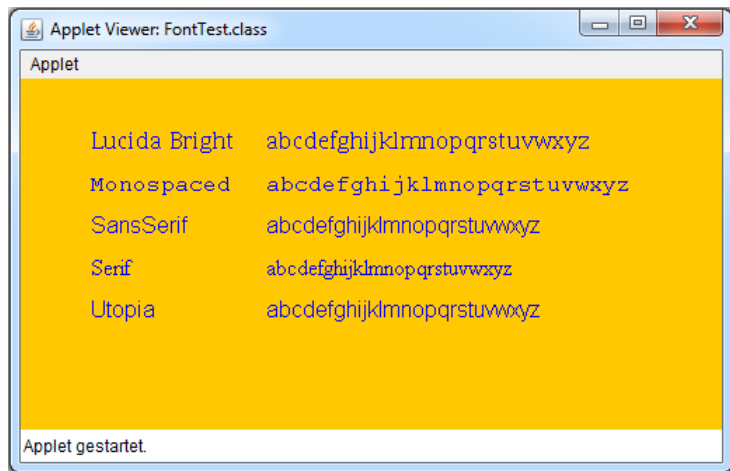 Applet Viewer: FontTest.class
Applet
Lucida Bright abcdefghijklmnopqrstuvwxyz
Monospaced abcdefghijklmnopqrstuvwxyz
SansSerif abcdefghijklmnopqrstuvwxyz
Serif abcdefghijklmnopqrstuvwxyz
Utopia abcdefghijklmnopqrstuvwxyz
Applet gestartet.